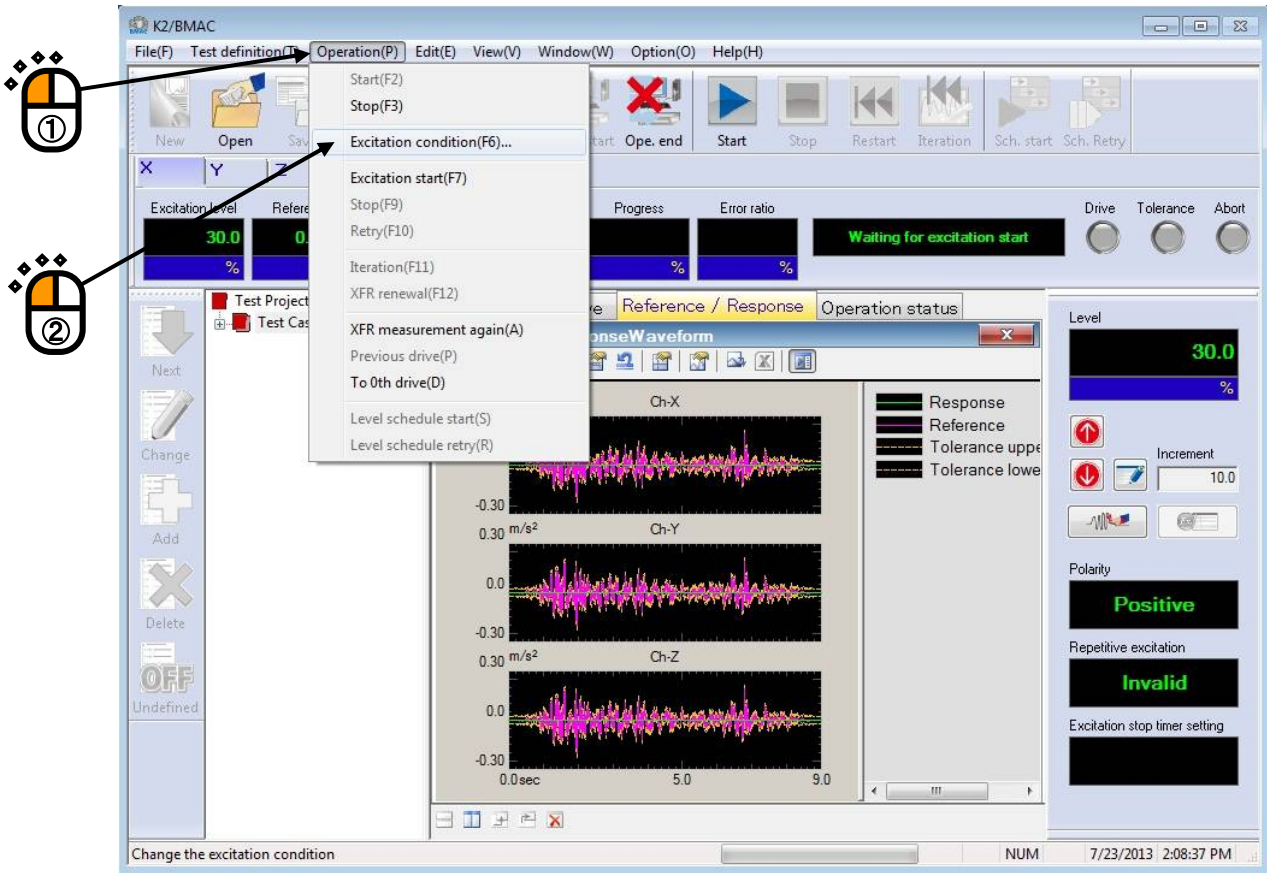 K2/BMAC
File(F) Test definition(T) Operation(P) Edit(E) View(V) Window(W) Option(O) Help(H)
①
Start(F2)
Stop(F3)
Excitation condition(F6)...
Excitation start(F7)
Stop(F9)
Retry(F10)
Iteration(F11)
XFR renewal(F12)
XFR measurement again(A)
Previous drive(P)
To 0th drive(D)
Level schedule start(S)
Level schedule retry(R)
New Open Ope. end Start Stop Restart Iteration Sch. start Sch. Retry
X Y Z
Excitation level Progress Error ratio Drive Tolerance Abort
30.0 Waiting for excitation start
% % %
②
Test Project
Reference / Response Operation status
Next
Change
Add
Delete
OFF
Undefined
Ch-X
-0.30
0.30 m/s² Ch-Y
0.0
-0.30
0.30 m/s² Ch-Z
0.0
-0.30
0.0sec 5.0 9.0
Response
Reference
Tolerance
Tolerance
Level
30.0
%
Increment
10.0
Polarity
Positive
Repetitive excitation
Invalid
Excitation stop timer setting
Change the excitation condition NUM 7/23/2013 2:08:37 PM